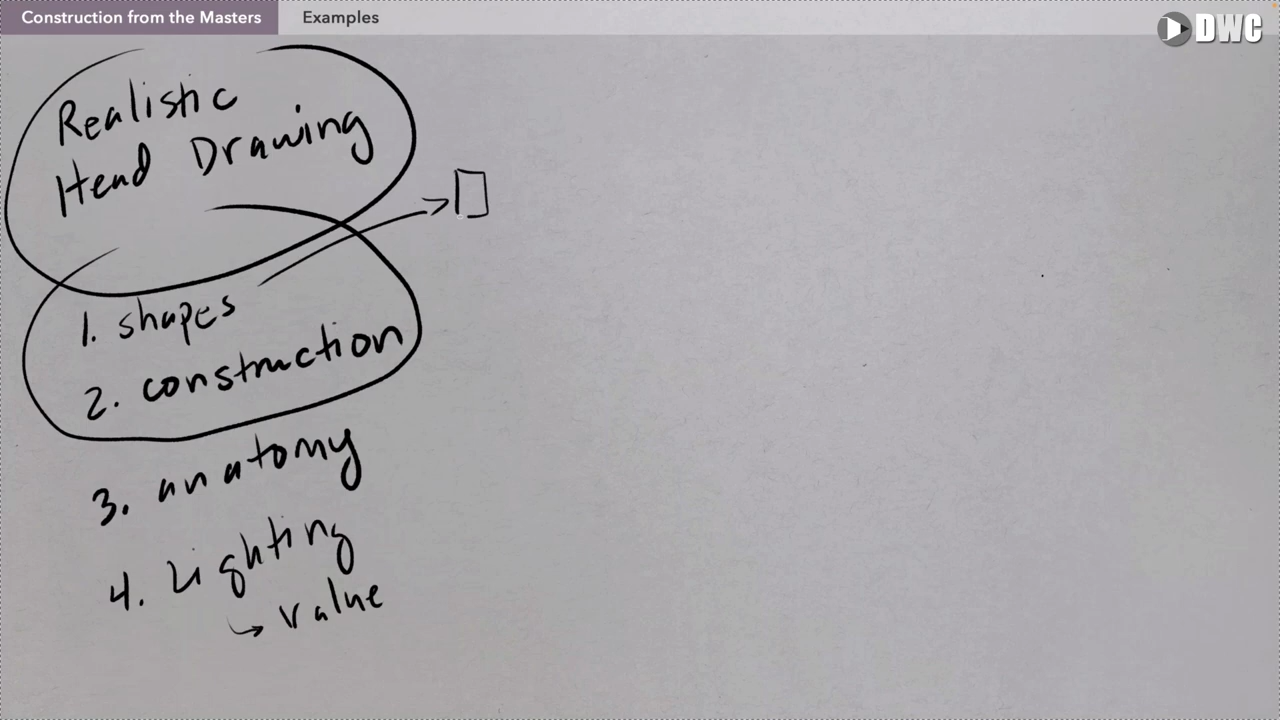 Construction from the Masters
Examples
DWC
Realistic
Head Drawing
1. shapes
2. construction
3. anatomy
4. Lighting
→ value